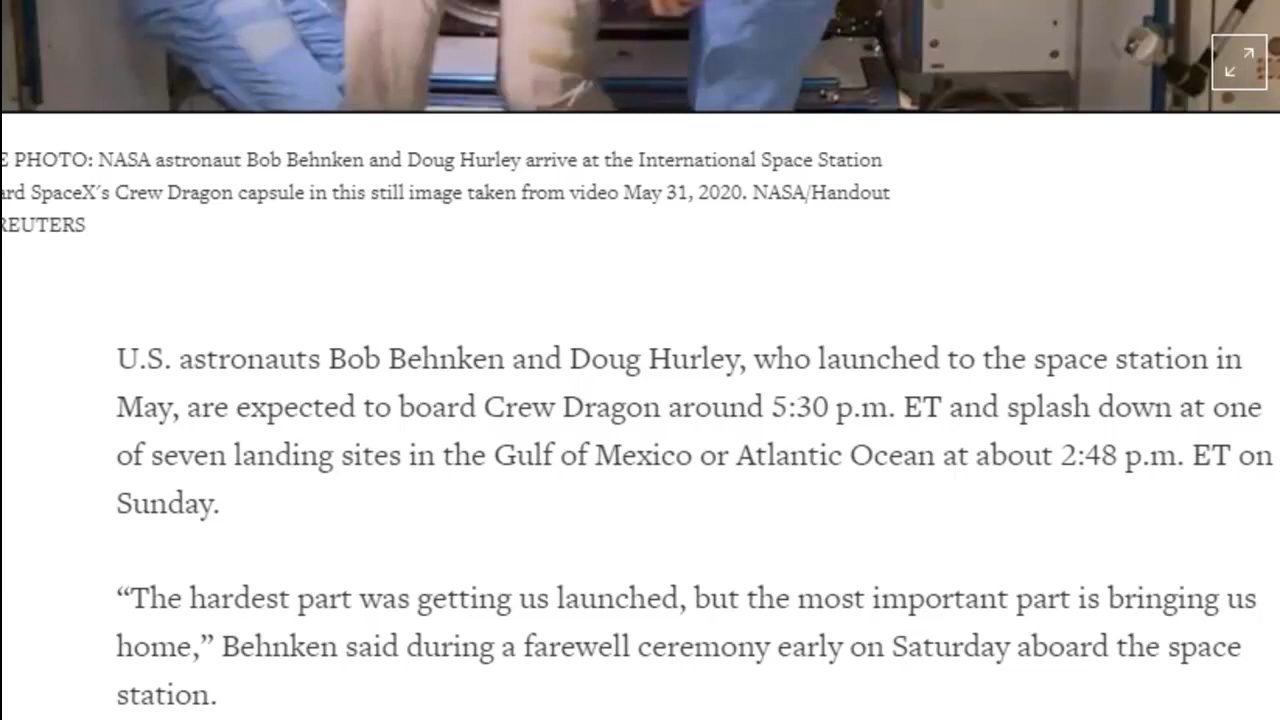 E PHOTO: NASA astronaut Bob Behnken and Doug Hurley arrive at the International Space Station
ard SpaceX's Crew Dragon capsule in this still image taken from video May 31, 2020. NASA/Handout
REUTERS
U.S. astronauts Bob Behnken and Doug Hurley, who launched to the space station in
May, are expected to board Crew Dragon around 5:30 p.m. ET and splash down at one
of seven landing sites in the Gulf of Mexico or Atlantic Ocean at about 2:48 p.m. ET on
Sunday.
“The hardest part was getting us launched, but the most important part is bringing us
home,” Behnken said during a farewell ceremony early on Saturday aboard the space
station.